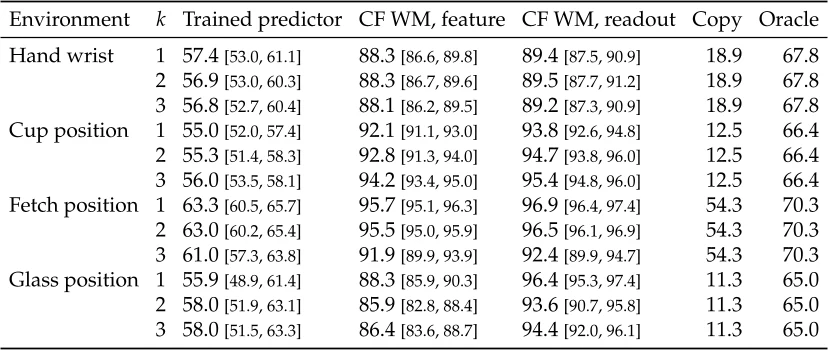 Environment k Trained predictor CF WM, feature CF WM, readout Copy Oracle
Hand wrist 1 57.4 [53.0, 61.1] 88.3 [86.6, 89.8] 89.4 [87.5, 90.9] 18.9 67.8
2 56.9 [53.0, 60.3] 88.3 [86.7, 89.6] 89.5 [87.7, 91.2] 18.9 67.8
3 56.8 [52.7, 60.4] 88.1 [86.2, 89.5] 89.2 [87.3, 90.9] 18.9 67.8
Cup position 1 55.0 [52.0, 57.4] 92.1 [91.1, 93.0] 93.8 [92.6, 94.8] 12.5 66.4
2 55.3 [51.4, 58.3] 92.8 [91.3, 94.0] 94.7 [93.8, 96.0] 12.5 66.4
3 56.0 [53.5, 58.1] 94.2 [93.4, 95.0] 95.4 [94.8, 96.0] 12.5 66.4
Fetch position 1 63.3 [60.5, 65.7] 95.7 [95.1, 96.3] 96.9 [96.4, 97.4] 54.3 70.3
2 63.0 [60.2, 65.4] 95.5 [95.0, 95.9] 96.5 [96.1, 96.9] 54.3 70.3
3 61.0 [57.3, 63.8] 91.9 [89.9, 93.9] 92.4 [89.9, 94.7] 54.3 70.3
Glass position 1 55.9 [48.9, 61.4] 88.3 [85.9, 90.3] 96.4 [95.3, 97.4] 11.3 65.0
2 58.0 [51.9, 63.1] 85.9 [82.8, 88.4] 93.6 [90.7, 95.8] 11.3 65.0
3 58.0 [51.5, 63.3] 86.4 [83.6, 88.7] 94.4 [92.0, 96.1] 11.3 65.0